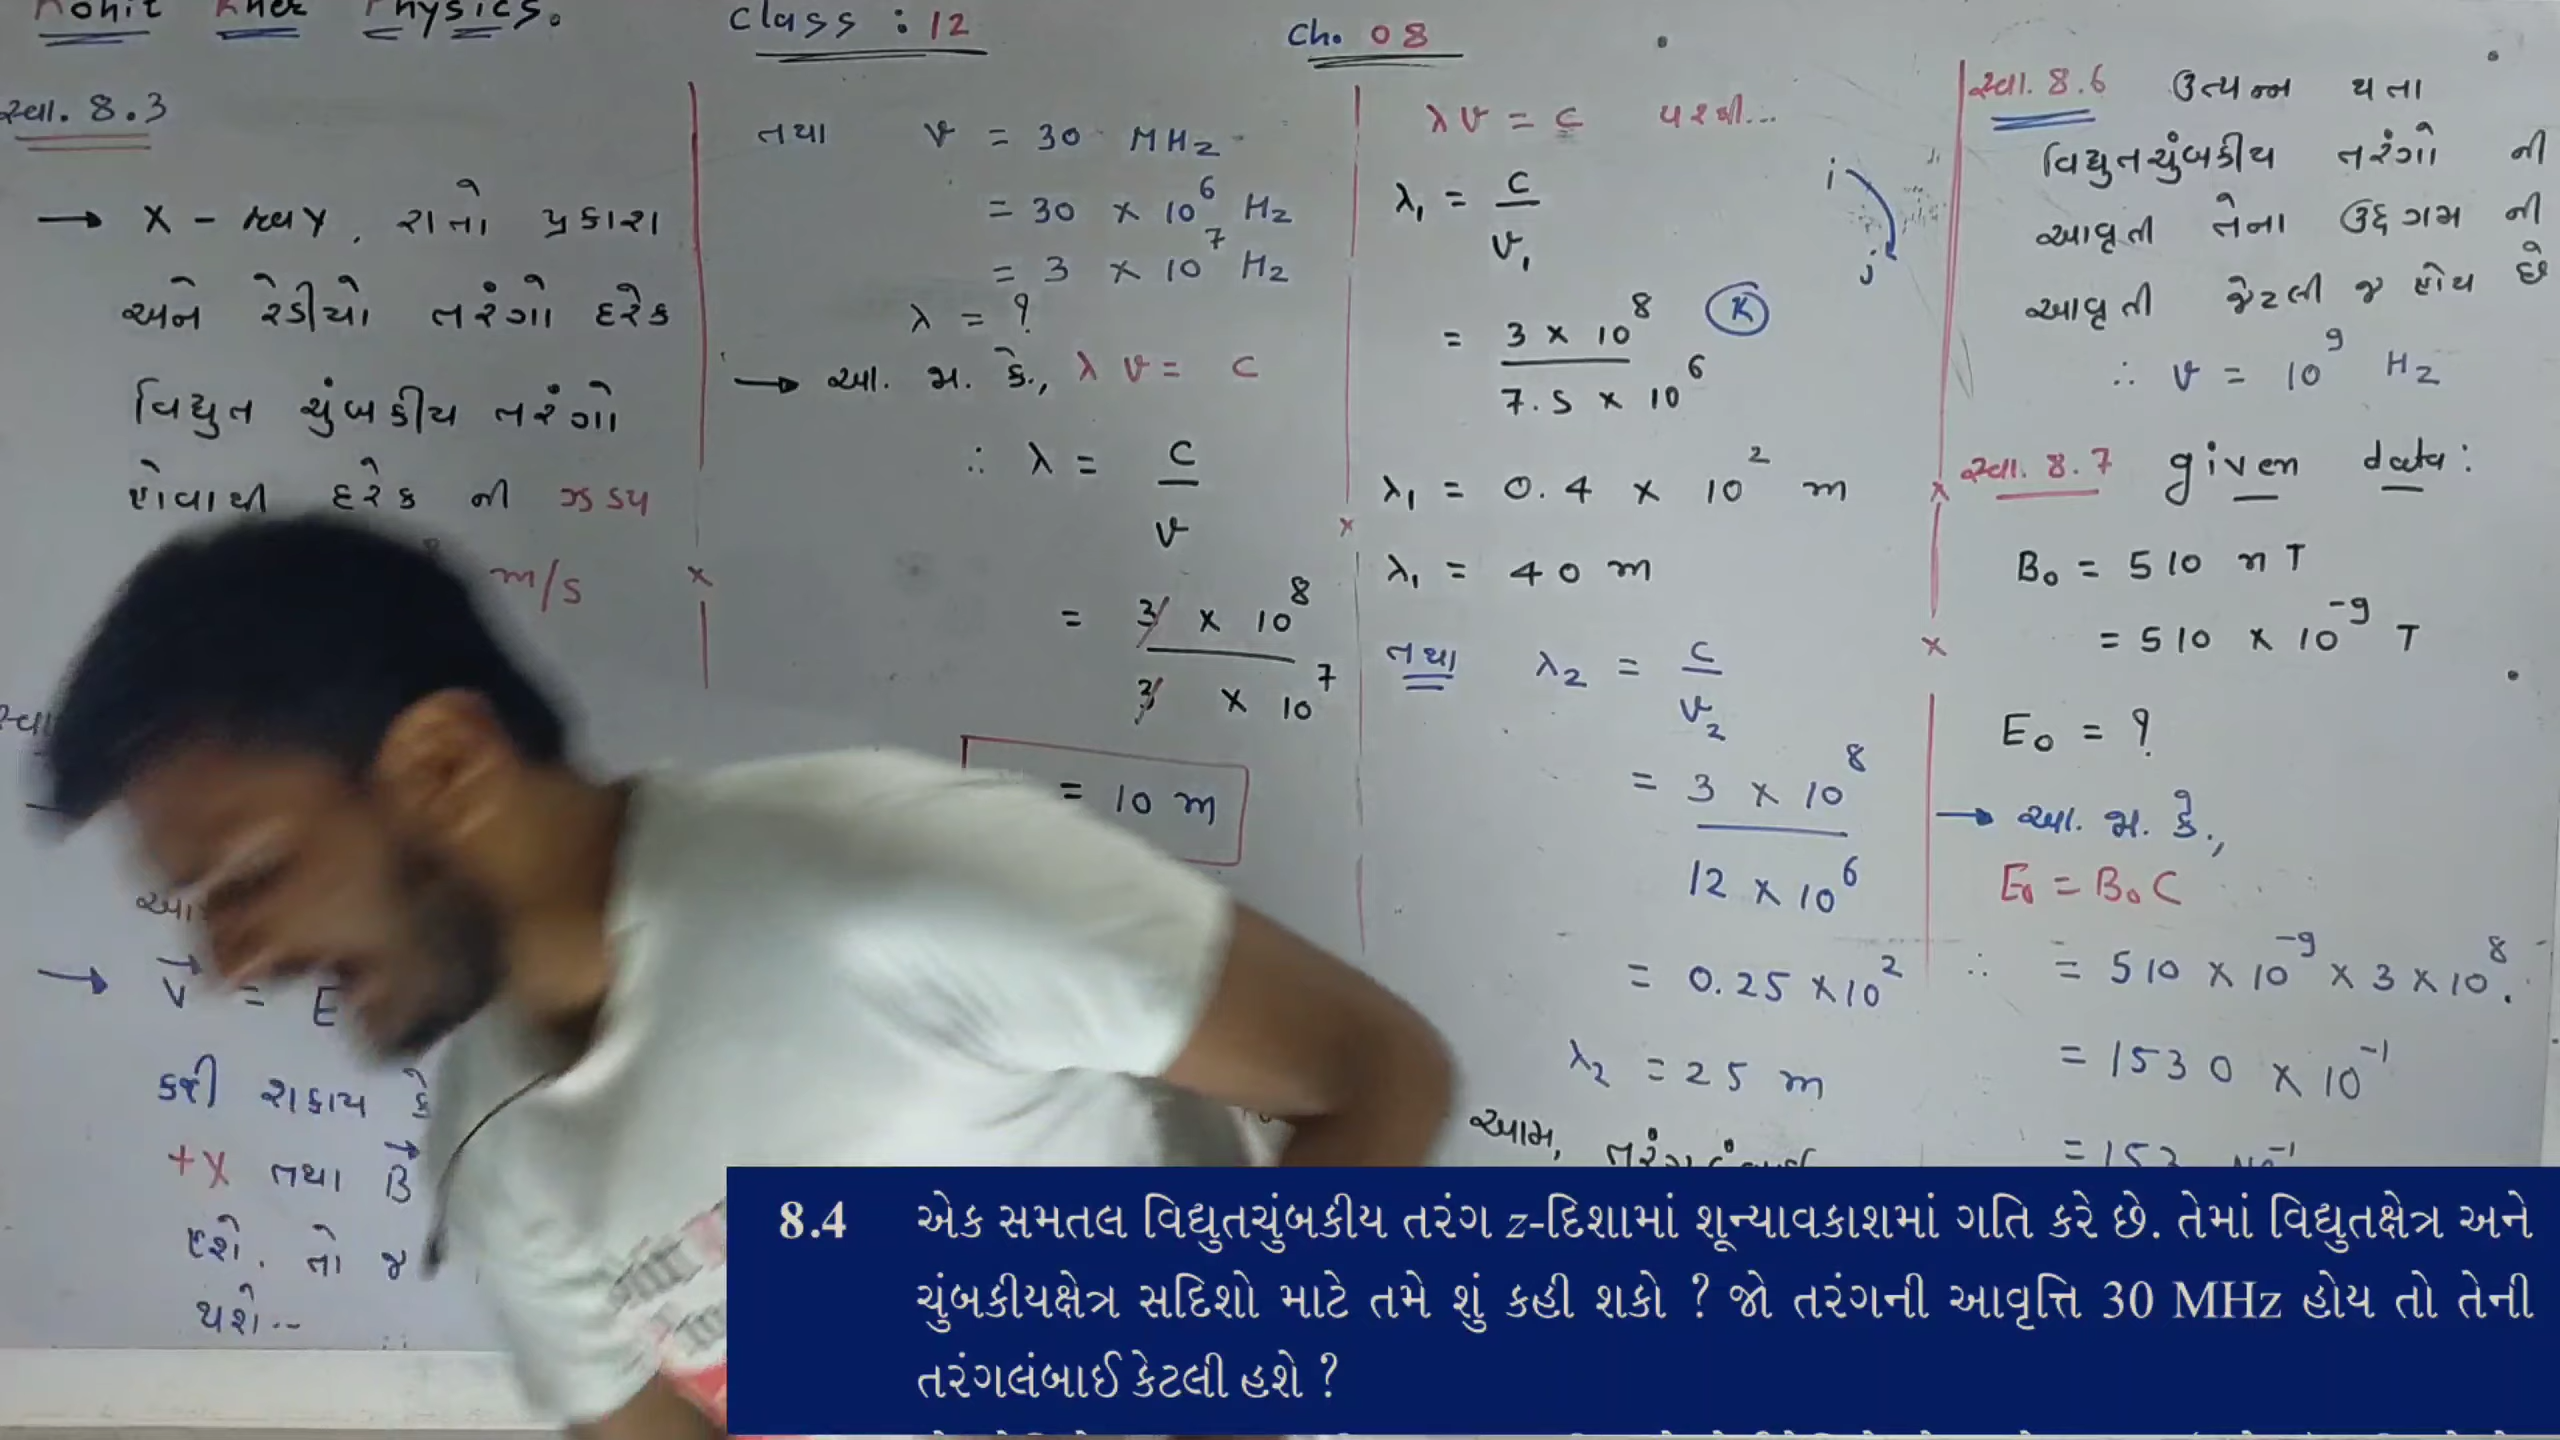 Physics.
Class : 12
Ch. 08
સ્વા. 8.3
→ X - ray, રાતો પ્રકાશ
અને રેડીયો તરંગો દરેક
વિદ્યુત ચુંબકીય તરંગો
હોવાથી દરેક ની ઝડપ
m/s
→ V = E
કહી શકાય કે
+X તથા B
હશે. તો જ
થશે..
તથા ν = 30 MHz
= 30 × 10⁶ Hz
= 3 × 10⁷ Hz
λ = ?
→ આ. ભ. કે., λ ν = C
∴ λ = C / ν
= 3 × 10⁸ / 3 × 10⁷
= 10 m
λν = C પરથી...
λ₁ = C / ν₁
= 3 × 10⁸ / 7.5 × 10⁶
λ₁ = 0.4 × 10² m
λ₁ = 40 m
તથા λ₂ = C / ν₂
= 3 × 10⁸ / 12 × 10⁶
= 0.25 × 10²
λ₂ = 25 m
આમ,
i
j
K
સ્વા. 8.6 ઉત્પન્ન થતા
વિદ્યુતચુંબકીય તરંગો ની
આવૃતી તેના ઉદ્દગમ ની
આવૃતી જેટલી જ હોય છે
∴ ν = 10⁹ Hz
સ્વા. 8.7 given data:
B₀ = 510 nT
= 510 × 10⁻⁹ T
E₀ = ?
→ આ. ભ. કે.,
E₀ = B₀ C
∴ = 510 × 10⁻⁹ × 3 × 10⁸.
= 1530 × 10⁻¹
= 153
8.4 એક સમતલ વિદ્યુતચુંબકીય તરંગ z-દિશામાં શૂન્યાવકાશમાં ગતિ કરે છે. તેમાં વિદ્યુતક્ષેત્ર અને
ચુંબકીયક્ષેત્ર સદિશો માટે તમે શું કહી શકો ? જો તરંગની આવૃત્તિ 30 MHz હોય તો તેની
તરંગલંબાઈ કેટલી હશે ?